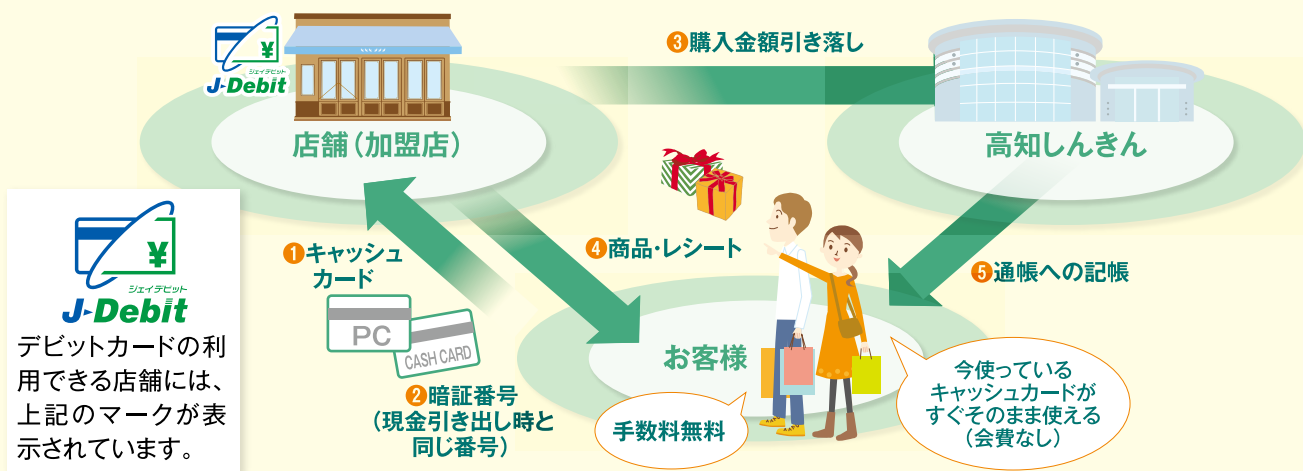 ジェイデビット
J-Debit
店舗（加盟店）
❸購入金額引き落し
高知しんきん
❶キャッシュ
カード
PC
CASH CARD
❷暗証番号
（現金引き出し時と
同じ番号）
❹商品・レシート
❺通帳への記帳
お客様
手数料無料
今使っている
キャッシュカードが
すぐそのまま使える
（会費なし）
ジェイデビット
J-Debit
デビットカードの利
用できる店舗には、
上記のマークが表
示されています。